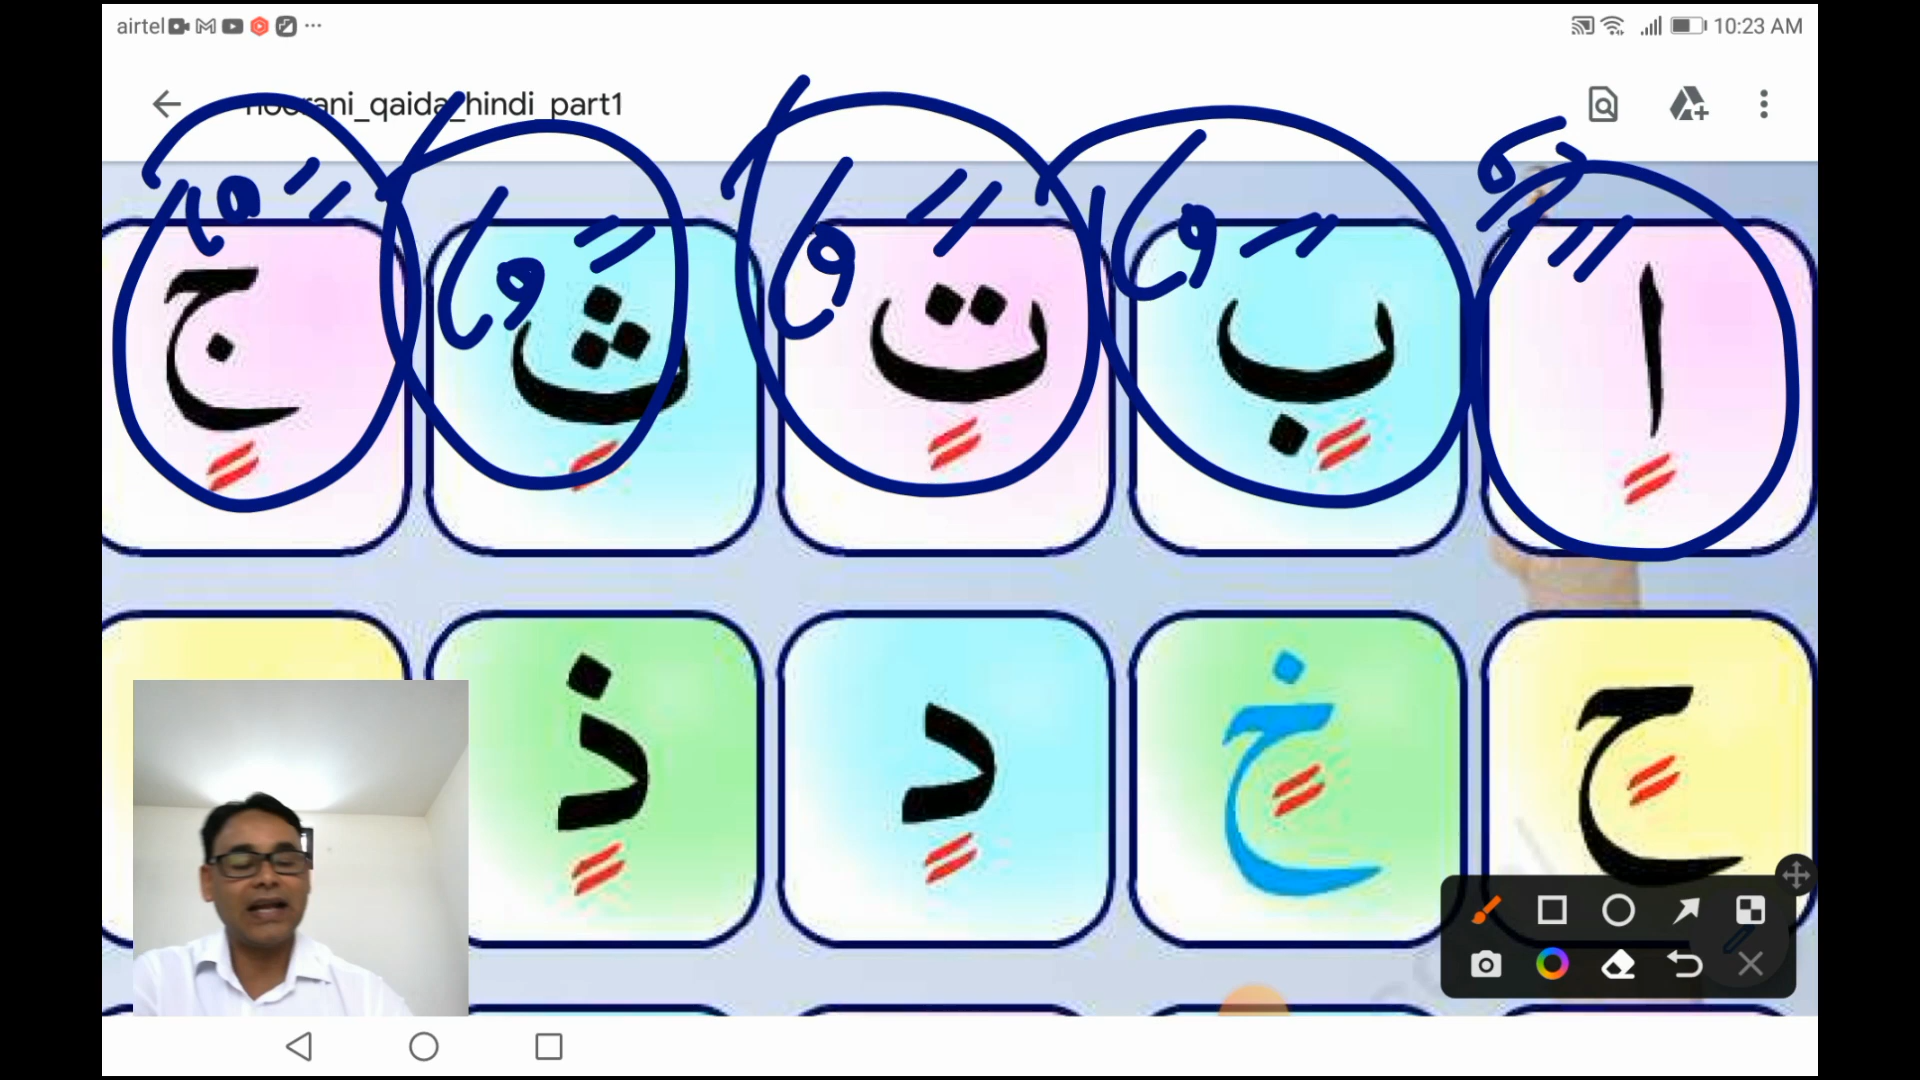 airtel ... 10:23 AM
noorani_qaida_hindi_part1
اٍ بٍ تٍ ثٍ جٍ
حٍ خٍ دٍ ذٍ